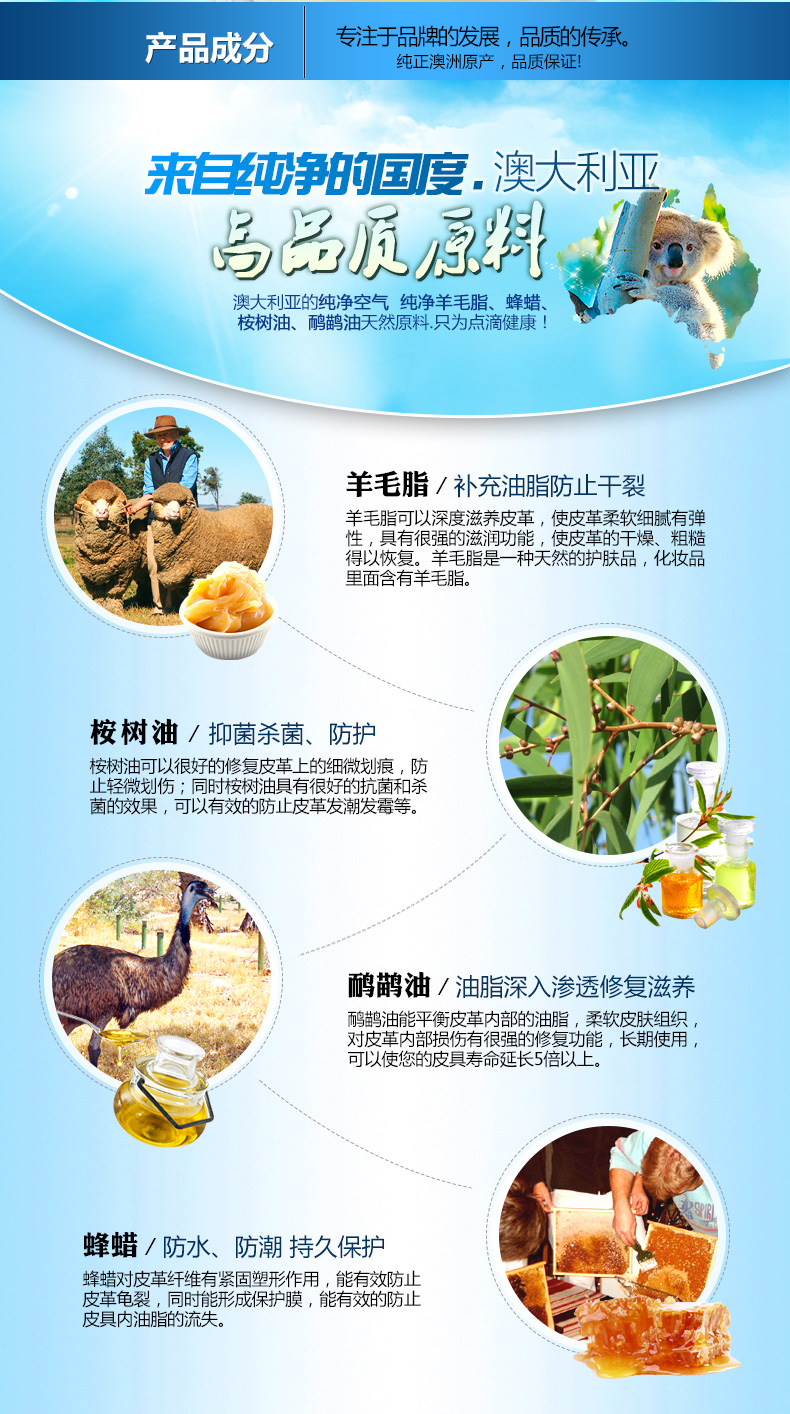 产品成分
专注于品牌的发展，品质的传承。
纯正澳洲原产，品质保证!
来自纯净的国度.澳大利亚
高品质原料
澳大利亚的纯净空气 纯净羊毛脂、蜂蜡、
桉树油、鸸鹋油天然原料.只为点滴健康！
羊毛脂 / 补充油脂防止干裂
羊毛脂可以深度滋养皮革，使皮革柔软细腻有弹
性，具有很强的滋润功能，使皮革的干燥、粗糙
得以恢复。羊毛脂是一种天然的护肤品，化妆品
里面含有羊毛脂。
桉树油 / 抑菌杀菌、防护
桉树油可以很好的修复皮革上的细微划痕，防
止轻微划伤；同时桉树油具有很好的抗菌和杀
菌的效果，可以有效的防止皮革发潮发霉等。
鸸鹋油 / 油脂深入渗透修复滋养
鸸鹋油能平衡皮革内部的油脂，柔软皮肤组织，
对皮革内部损伤有很强的修复功能，长期使用，
可以使您的皮具寿命延长5倍以上。
蜂蜡 / 防水、防潮 持久保护
蜂蜡对皮革纤维有紧固塑形作用，能有效防止
皮革龟裂，同时能形成保护膜，能有效的防止
皮具内油脂的流失。